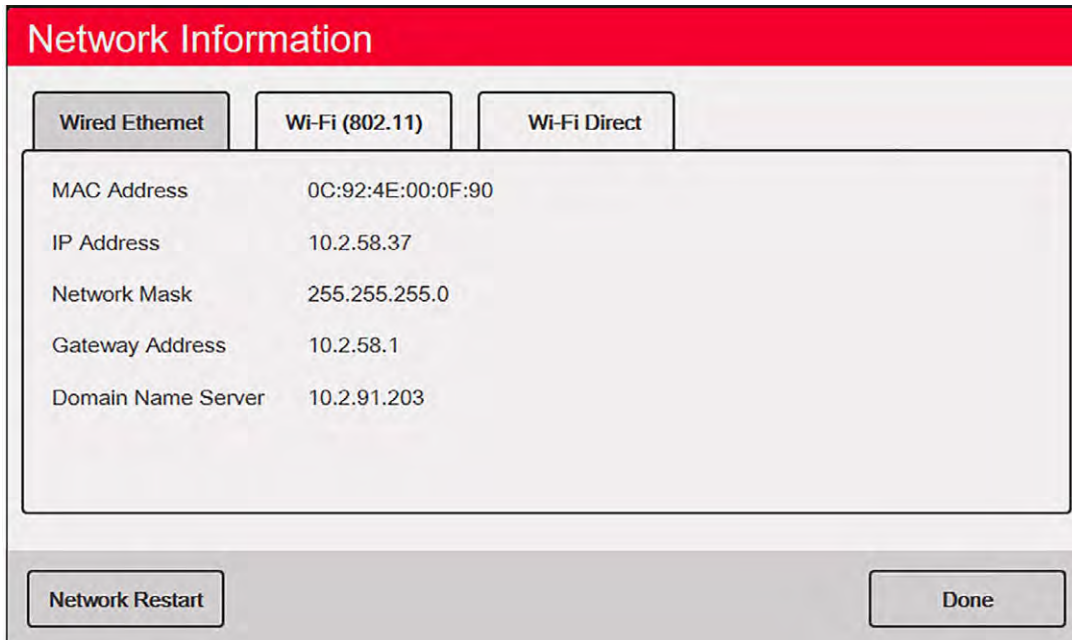 Network Information
Wired Ethernet Wi-Fi (802.11) Wi-Fi Direct
MAC Address 0C:92:4E:00:0F:90
IP Address 10.2.58.37
Network Mask 255.255.255.0
Gateway Address 10.2.58.1
Domain Name Server 10.2.91.203
Network Restart Done